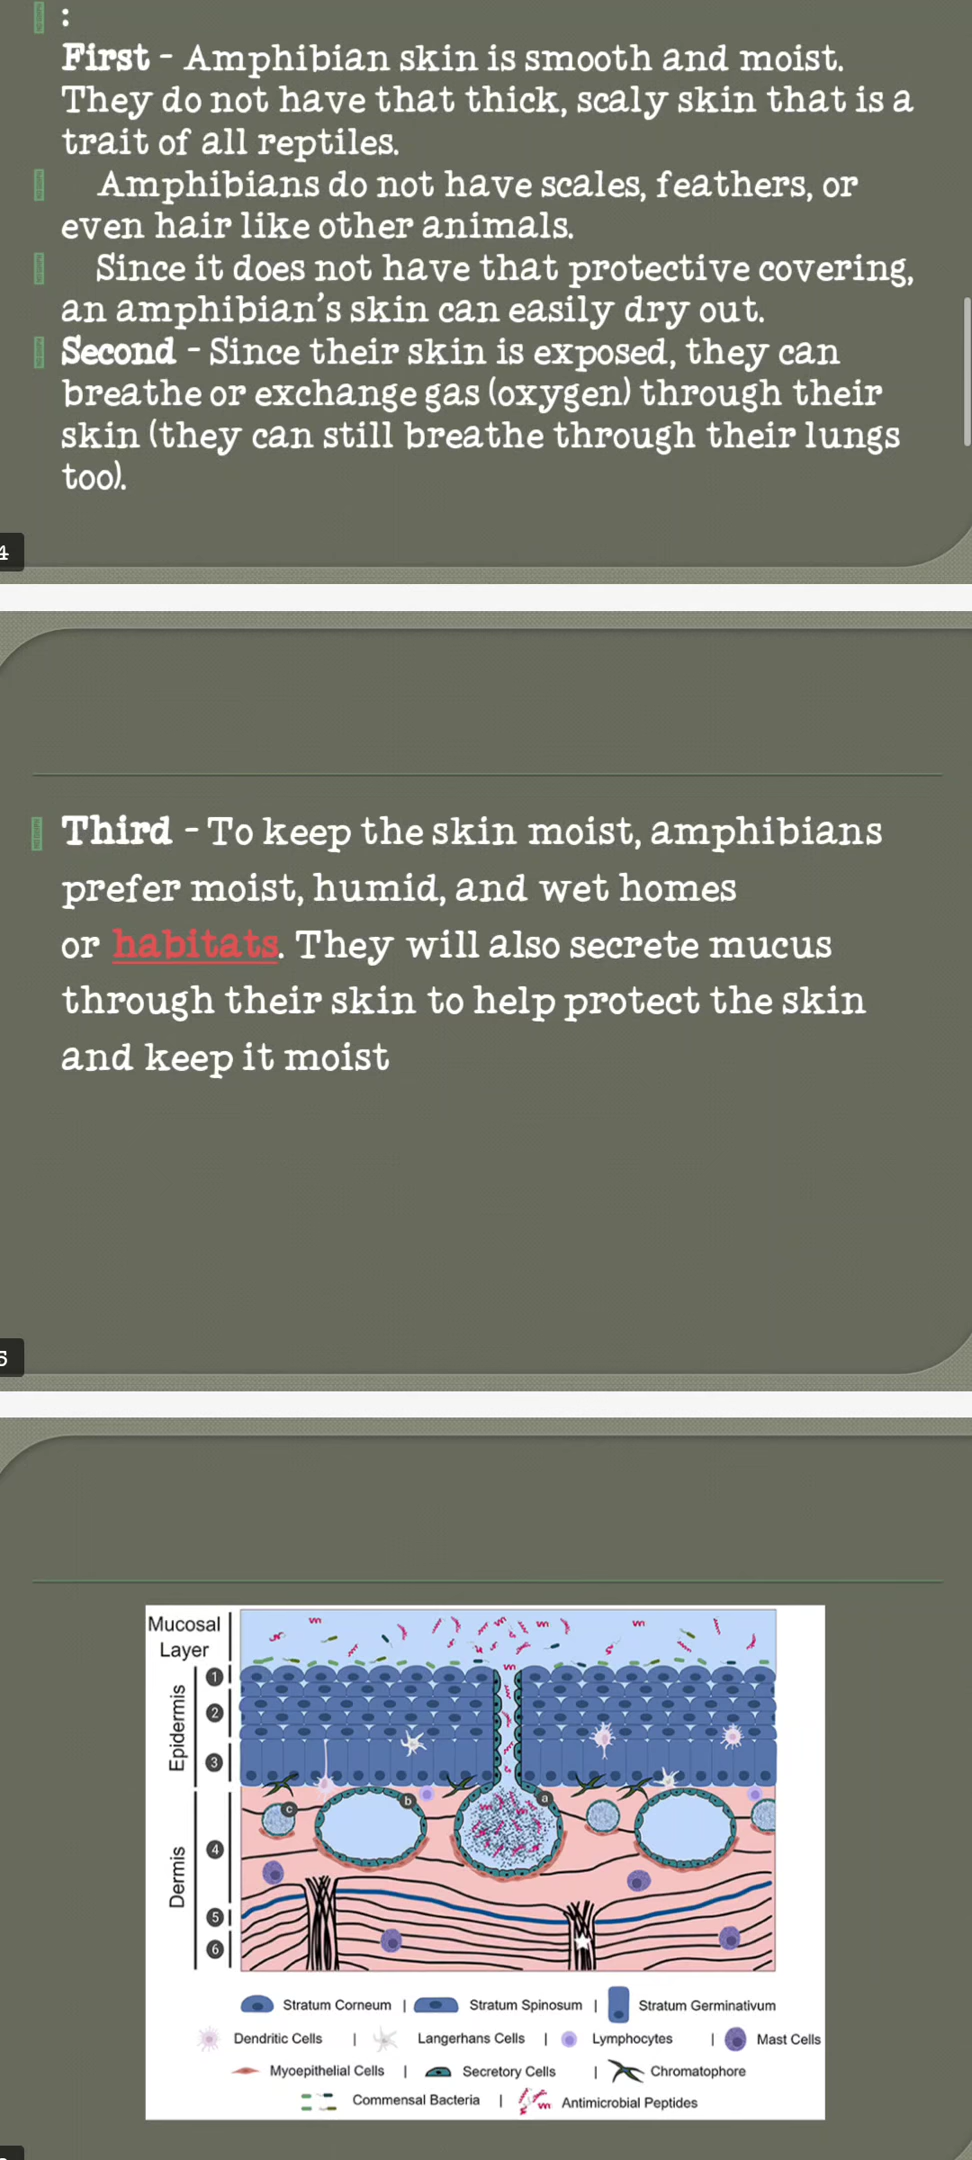 :
First - Amphibian skin is smooth and moist.
They do not have that thick, scaly skin that is a
trait of all reptiles.
Amphibians do not have scales, feathers, or
even hair like other animals.
Since it does not have that protective covering,
an amphibian's skin can easily dry out.
Second - Since their skin is exposed, they can
breathe or exchange gas (oxygen) through their
skin (they can still breathe through their lungs
too).
4
Third - To keep the skin moist, amphibians
prefer moist, humid, and wet homes
or habitats. They will also secrete mucus
through their skin to help protect the skin
and keep it moist
5
Mucosal
Layer
Epidermis
1
2
3
Dermis
4
5
6
c
b
a
Stratum Corneum | Stratum Spinosum | Stratum Germinativum
Dendritic Cells | Langerhans Cells | Lymphocytes | Mast Cells
Myoepithelial Cells | Secretory Cells | Chromatophore
Commensal Bacteria | Antimicrobial Peptides